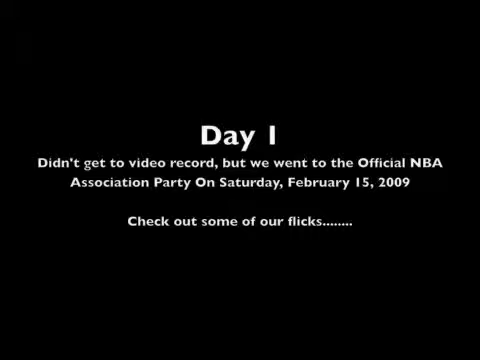 Day 1
Didn't get to video record, but we went to the Official NBA
Association Party On Saturday, February 15, 2009
Check out some of our flicks........